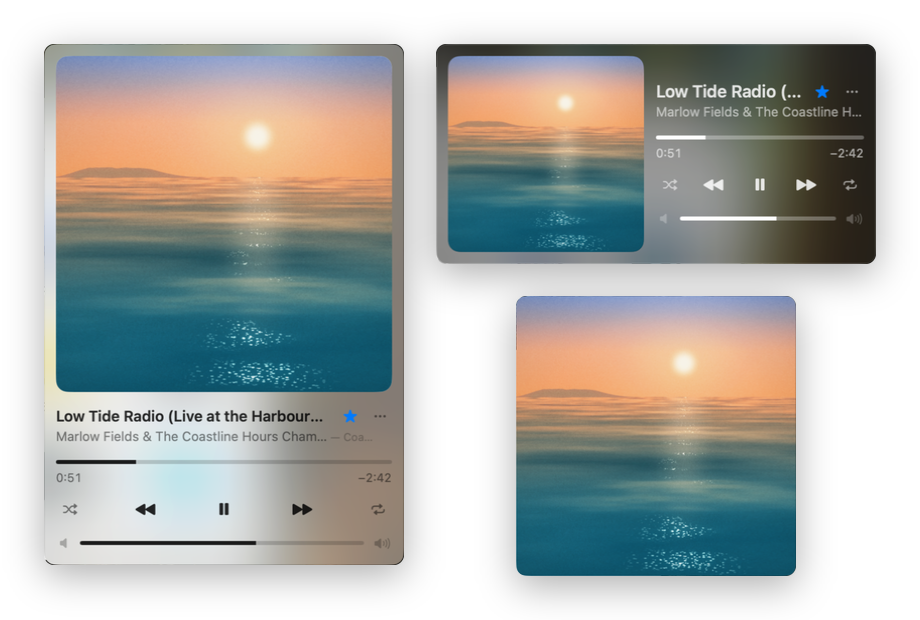 Low Tide Radio (Live at the Harbour...
Marlow Fields & The Coastline Hours Cham... — Coa...
0:51
−2:42
Low Tide Radio (...
Marlow Fields & The Coastline H...
0:51
−2:42